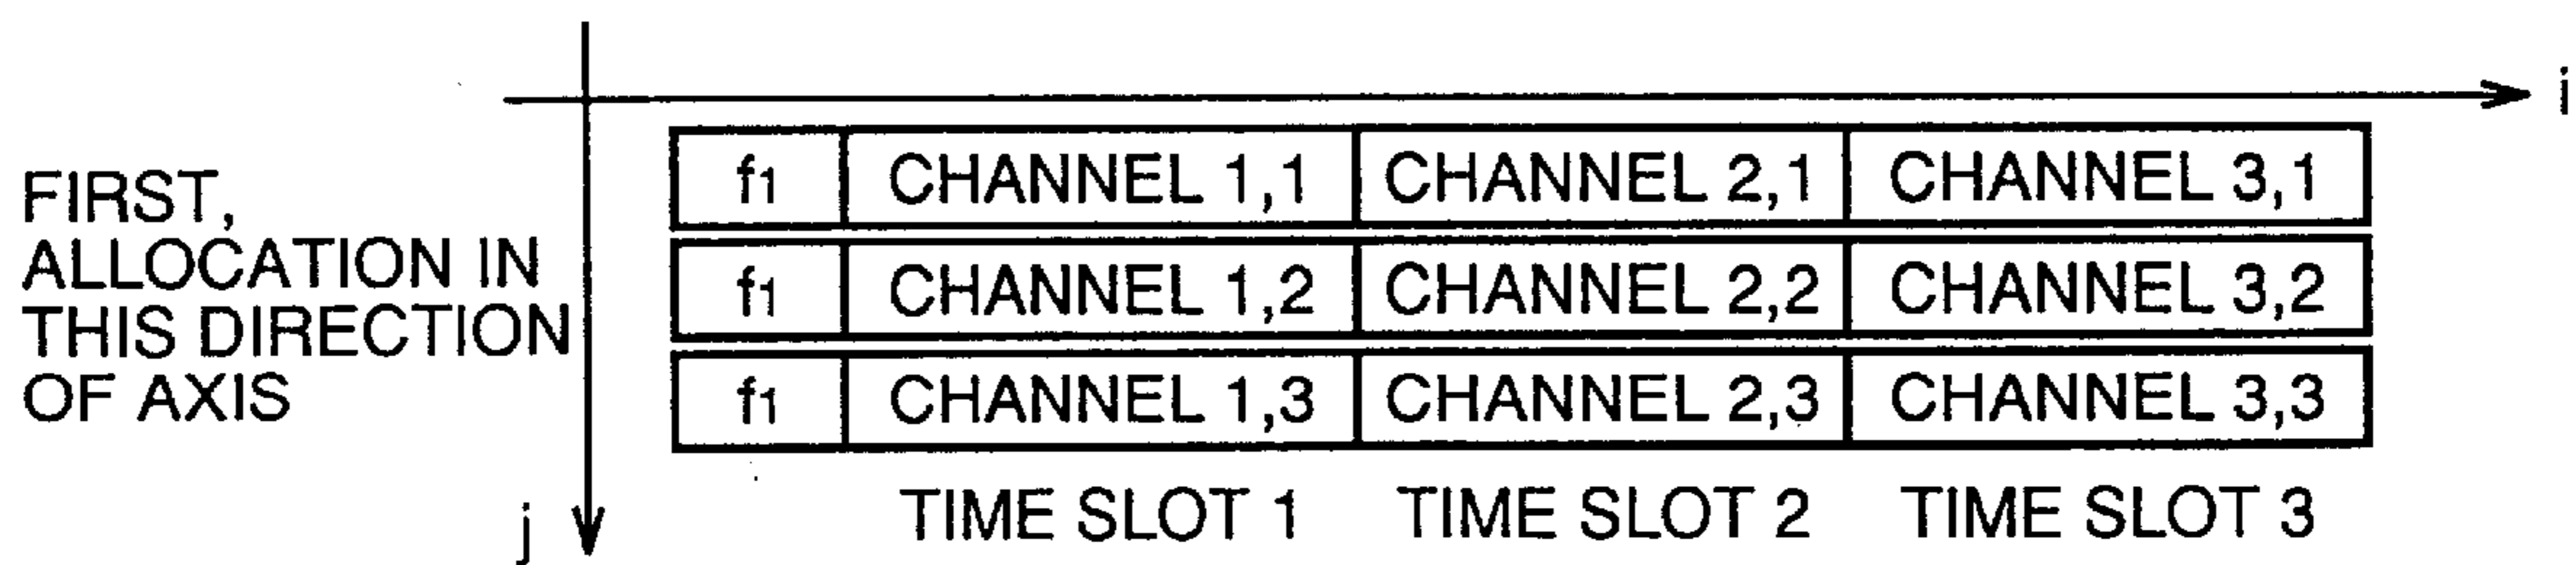 i
FIRST,
ALLOCATION IN
THIS DIRECTION
OF AXIS
f1 CHANNEL 1,1 CHANNEL 2,1 CHANNEL 3,1
f1 CHANNEL 1,2 CHANNEL 2,2 CHANNEL 3,2
f1 CHANNEL 1,3 CHANNEL 2,3 CHANNEL 3,3
j
TIME SLOT 1 TIME SLOT 2 TIME SLOT 3